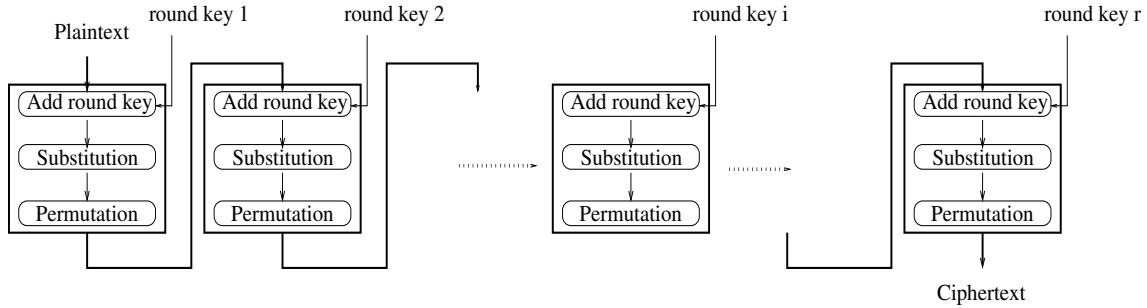 round key 1
round key 2
round key i
round key r
Plaintext
Add round key
Add round key
Add round key
Add round key
Substitution
Substitution
Substitution
Substitution
Permutation
Permutation
Permutation
Permutation
Ciphertext